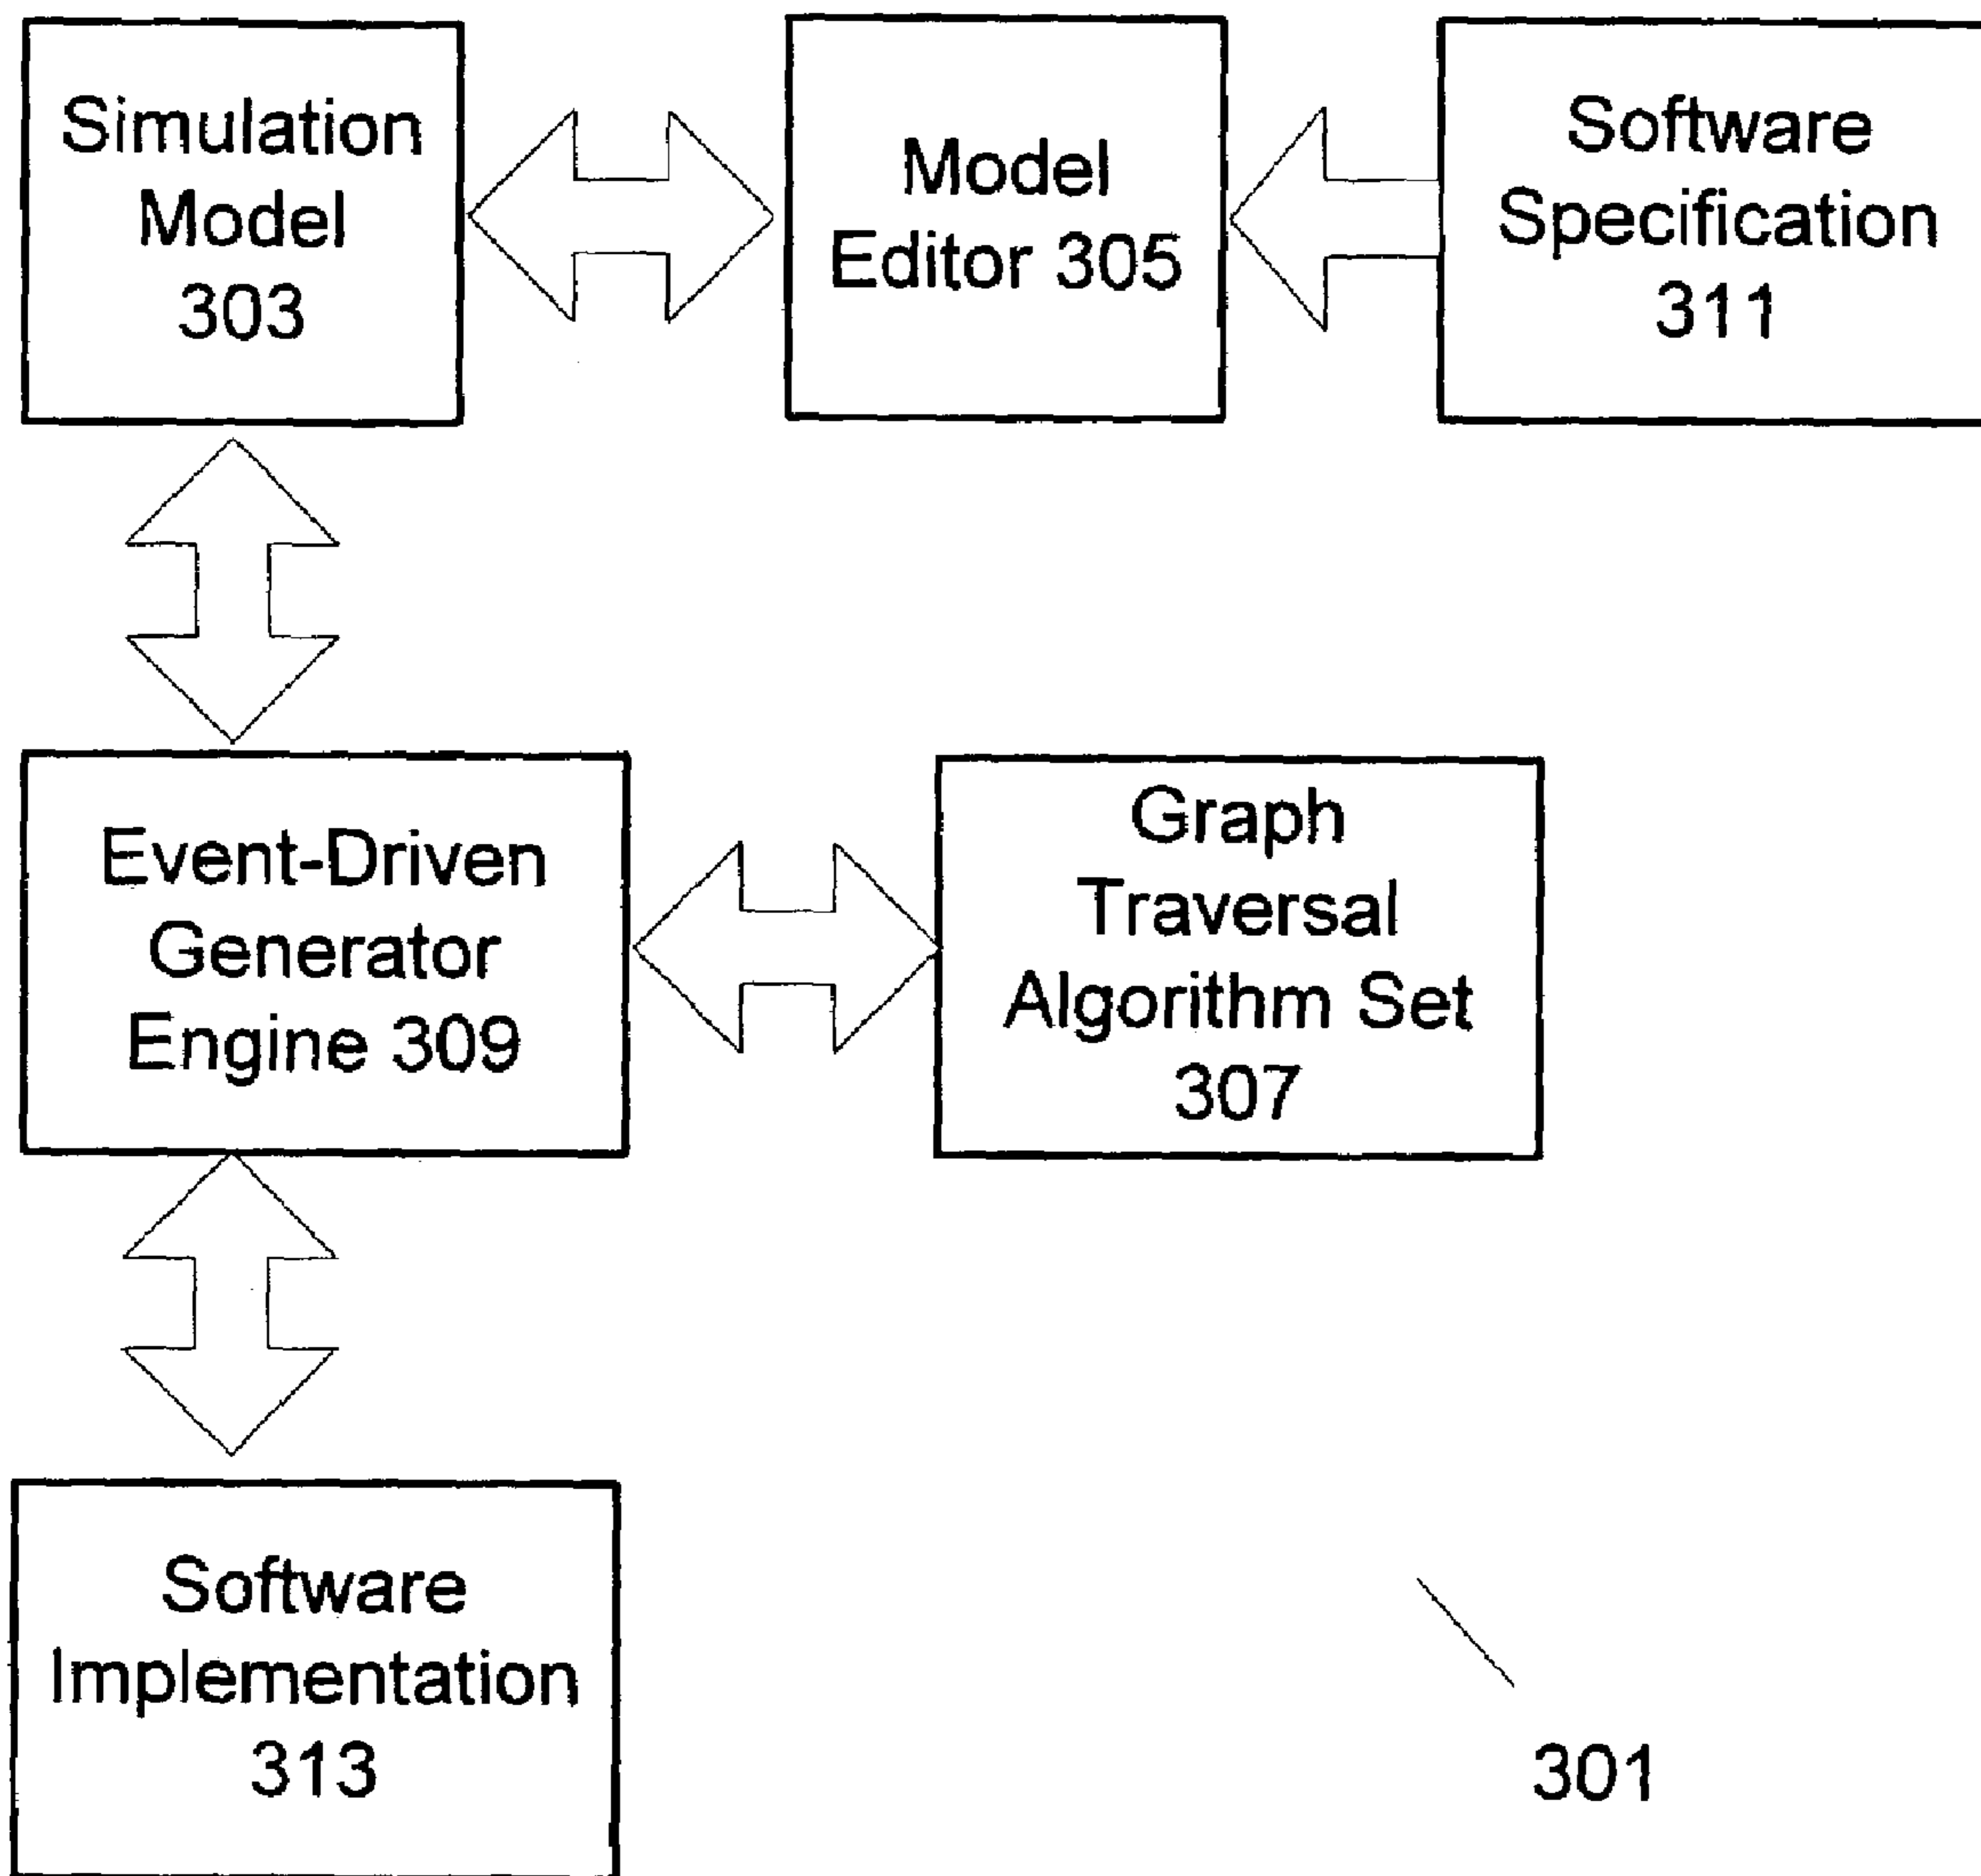 Simulation
Model
303
Model
Editor 305
Software
Specification
311
Event-Driven
Generator
Engine 309
Graph
Traversal
Algorithm Set
307
Software
Implementation
313
301